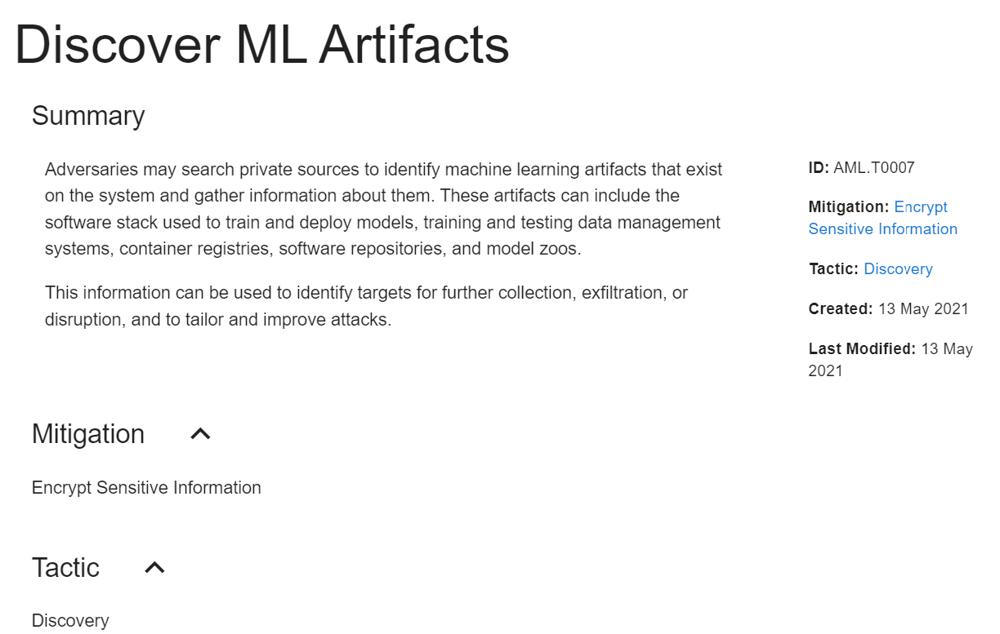 Discover ML Artifacts
Summary
Adversaries may search private sources to identify machine learning artifacts that exist
on the system and gather information about them. These artifacts can include the
software stack used to train and deploy models, training and testing data management
systems, container registries, software repositories, and model zoos.
This information can be used to identify targets for further collection, exfiltration, or
disruption, and to tailor and improve attacks.
ID: AML.T0007
Mitigation: Encrypt
Sensitive Information
Tactic: Discovery
Created: 13 May 2021
Last Modified: 13 May
2021
Mitigation
Encrypt Sensitive Information
Tactic
Discovery